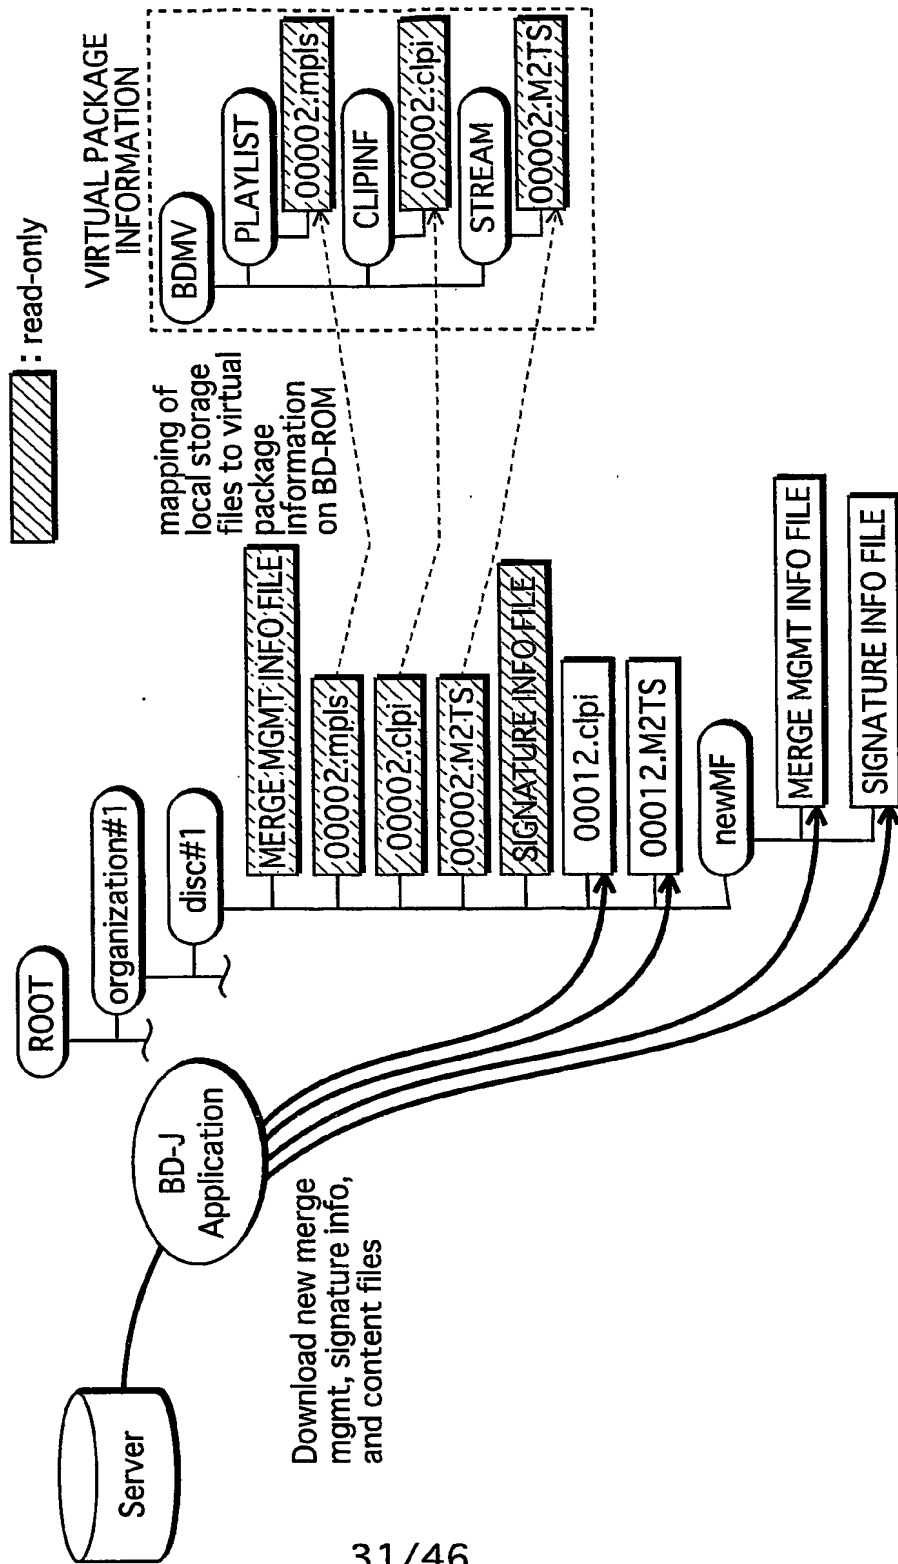 : read-only
VIRTUAL PACKAGE
INFORMATION
BDMV
PLAYLIST
00002.mpls
CLIPINF
00002.clpi
STREAM
00002.M2TS
mapping of
local storage
files to virtual
package
information
on BD-ROM
ROOT
organization#1
disc#1
MERGE MGMT INFO FILE
00002.mpls
00002.clpi
00002.M2TS
SIGNATURE INFO FILE
00012.clpi
00012.M2TS
newMF
MERGE MGMT INFO FILE
SIGNATURE INFO FILE
BD-J
Application
Server
Download new merge
mgmt, signature info,
and content files
31/46